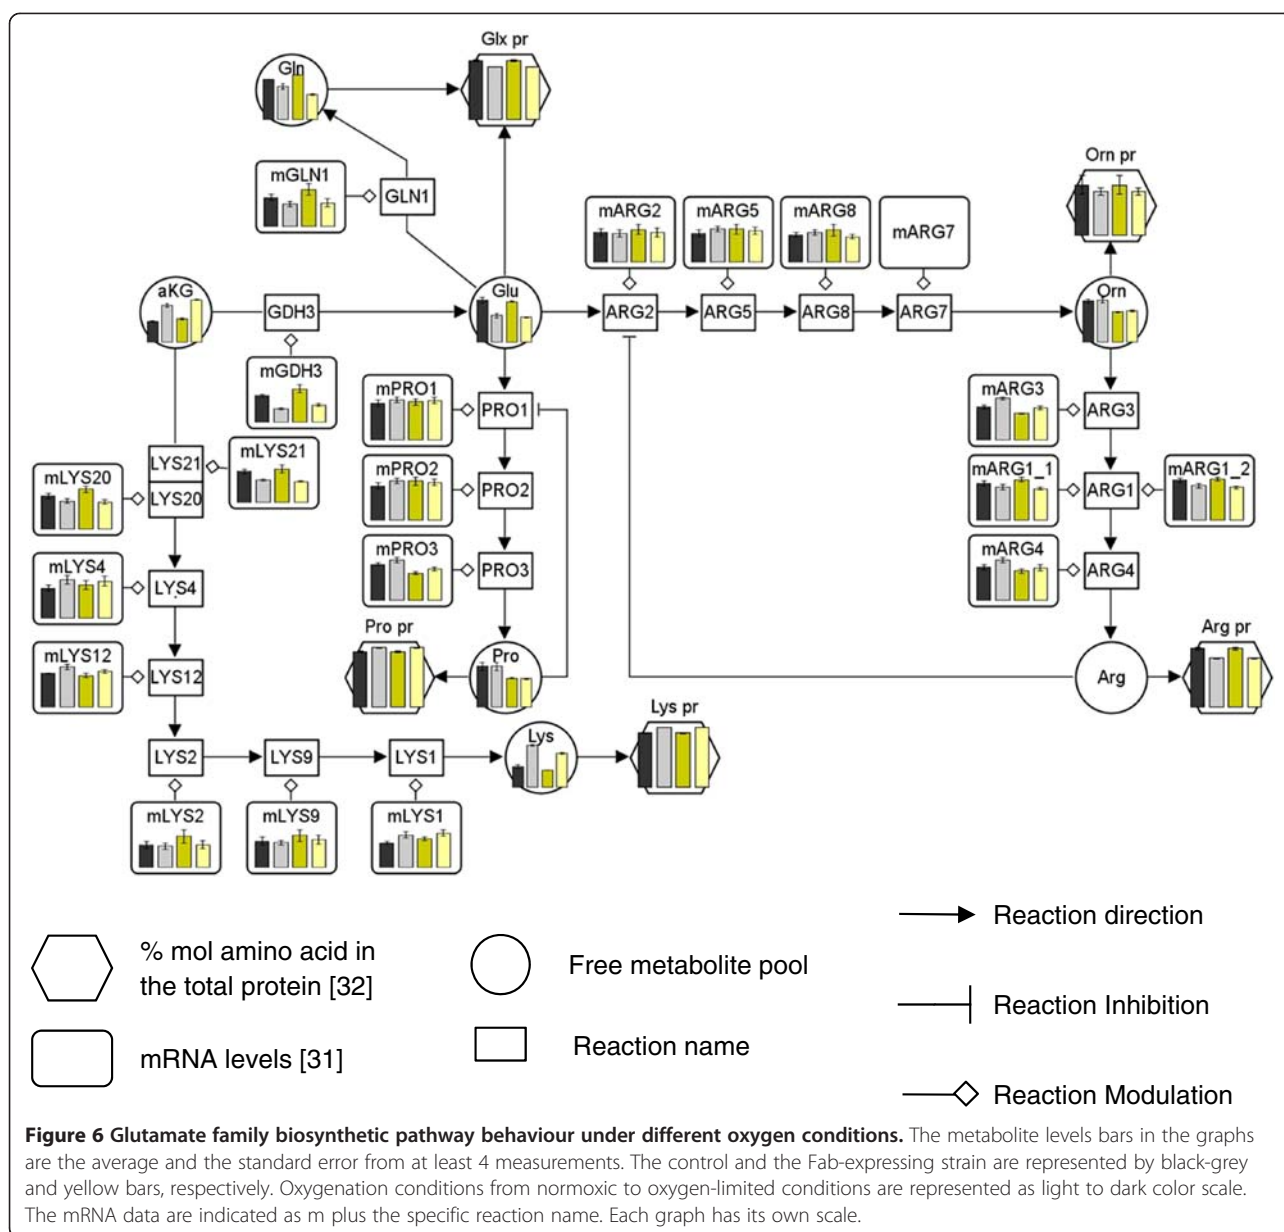 Glx pr
Gln
mGLN1
GLN1
Orn pr
mARG2 mARG5 mARG8 mARG7
aKG
GDH3
Glu
ARG2 ARG5 ARG8 ARG7
Orn
mGDH3
mPRO1
PRO1
mARG3
ARG3
mLYS21
LYS21
mLYS20
LYS20
mPRO2
PRO2
mARG1_1
ARG1
mARG1_2
mLYS4
LYS4
mPRO3
PRO3
mARG4
ARG4
mLYS12
LYS12
Pro pr
Pro
Arg
Arg pr
LYS2 LYS9 LYS1
Lys
Lys pr
mLYS2 mLYS9 mLYS1
% mol amino acid in
the total protein [32]
mRNA levels [31]
Free metabolite pool
Reaction name
Reaction direction
Reaction Inhibition
Reaction Modulation
Figure 6 Glutamate family biosynthetic pathway behaviour under different oxygen conditions. The metabolite levels bars in the graphs
are the average and the standard error from at least 4 measurements. The control and the Fab-expressing strain are represented by black-grey
and yellow bars, respectively. Oxygenation conditions from normoxic to oxygen-limited conditions are represented as light to dark color scale.
The mRNA data are indicated as m plus the specific reaction name. Each graph has its own scale.